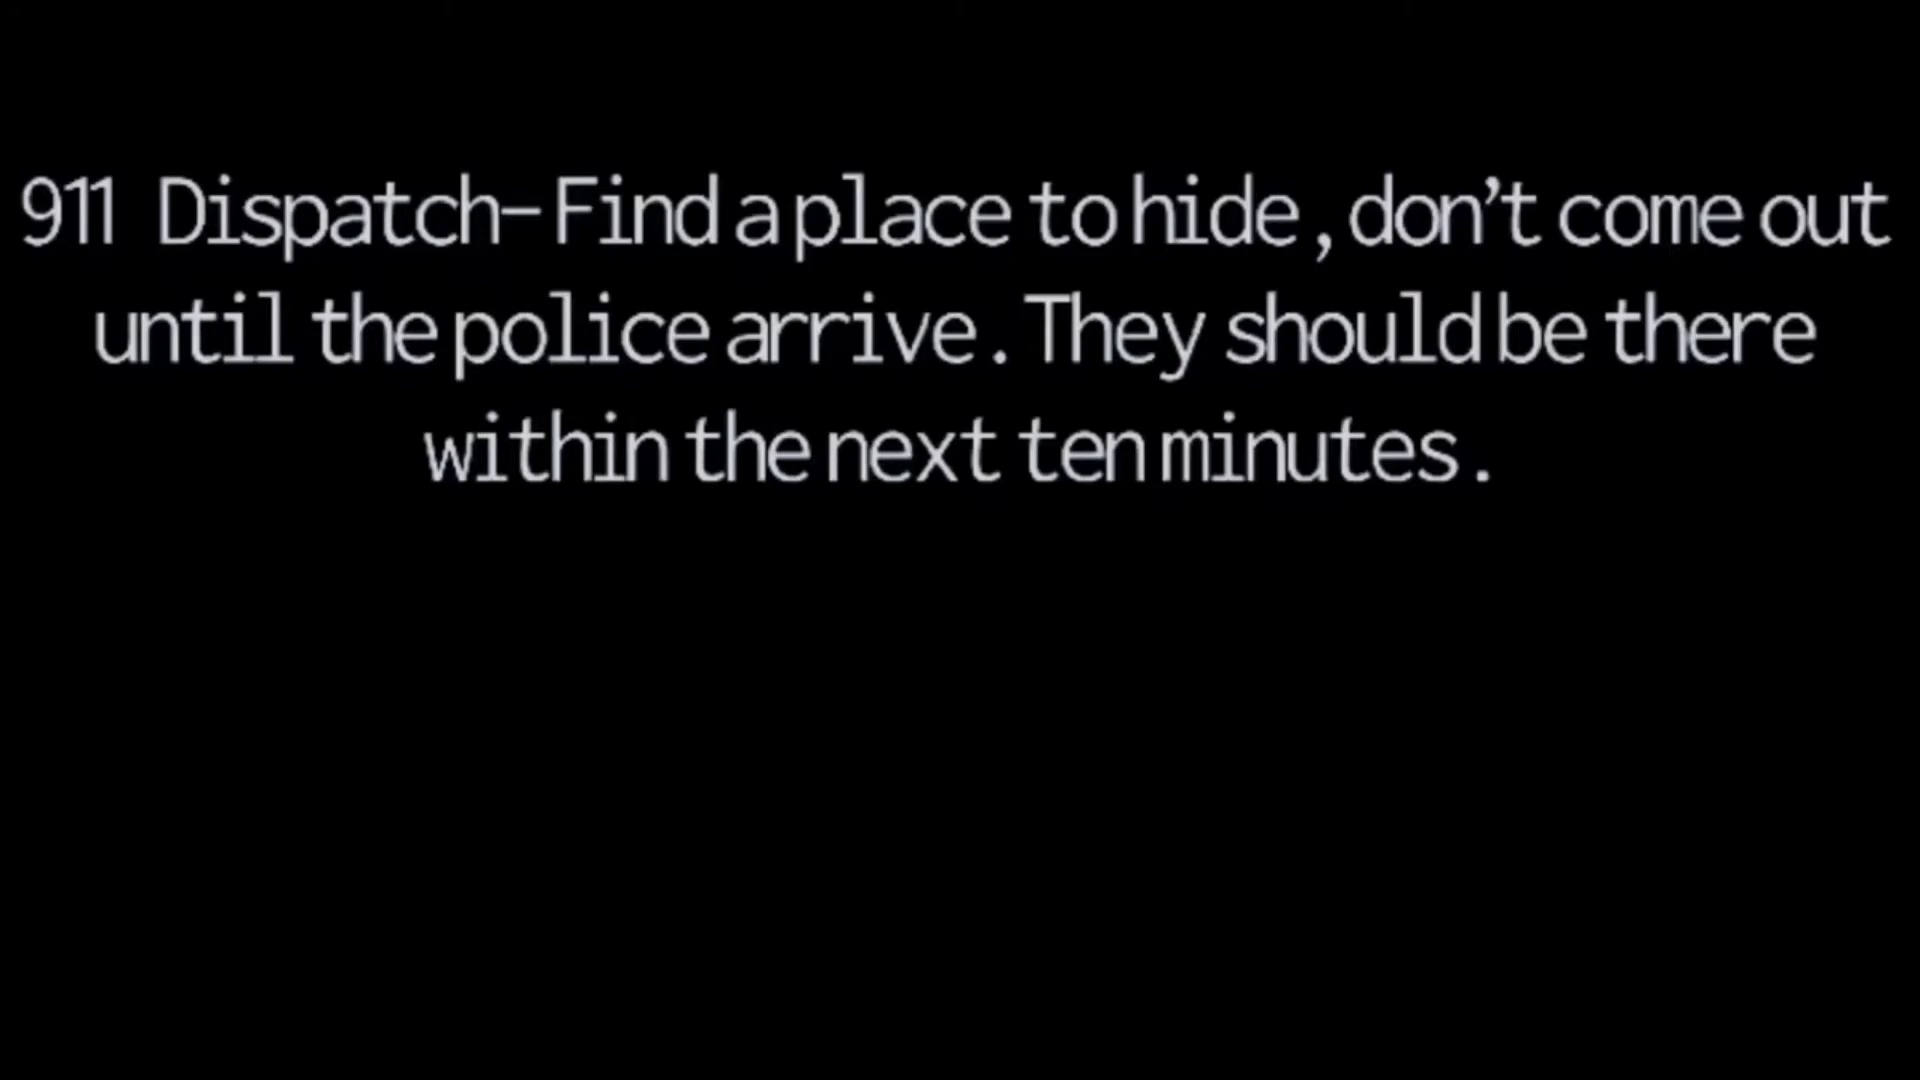 911 Dispatch-Find a place to hide, don’t come out
until the police arrive. They should be there
within the next ten minutes.